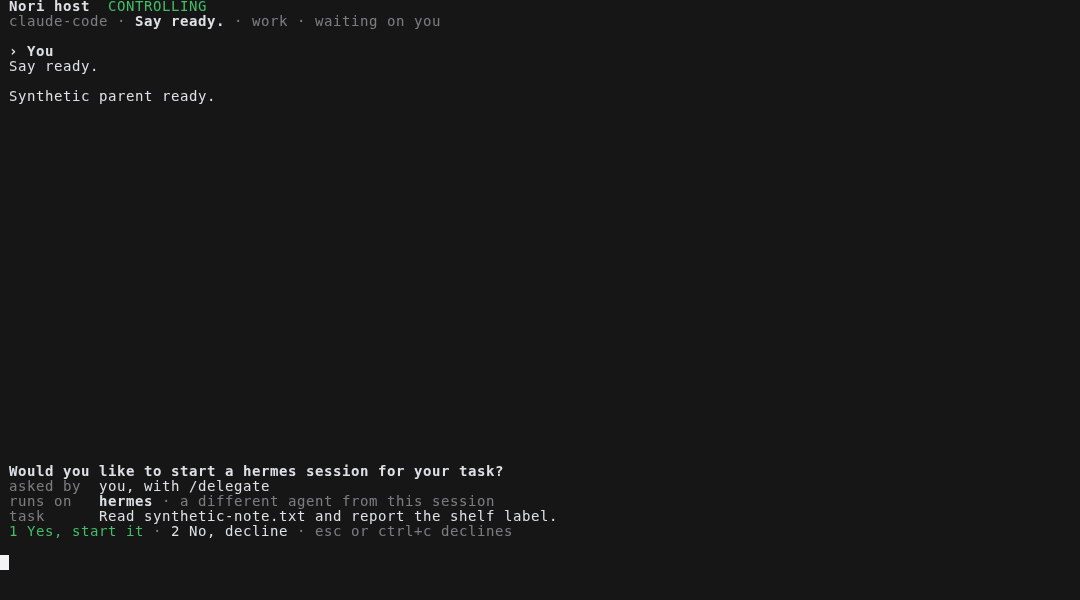 Nori host  CONTROLLING
claude-code · Say ready. · work · waiting on you
› You
Say ready.
Synthetic parent ready.
Would you like to start a hermes session for your task?
asked by  you, with /delegate
runs on   hermes · a different agent from this session
task      Read synthetic-note.txt and report the shelf label.
1 Yes, start it · 2 No, decline · esc or ctrl+c declines